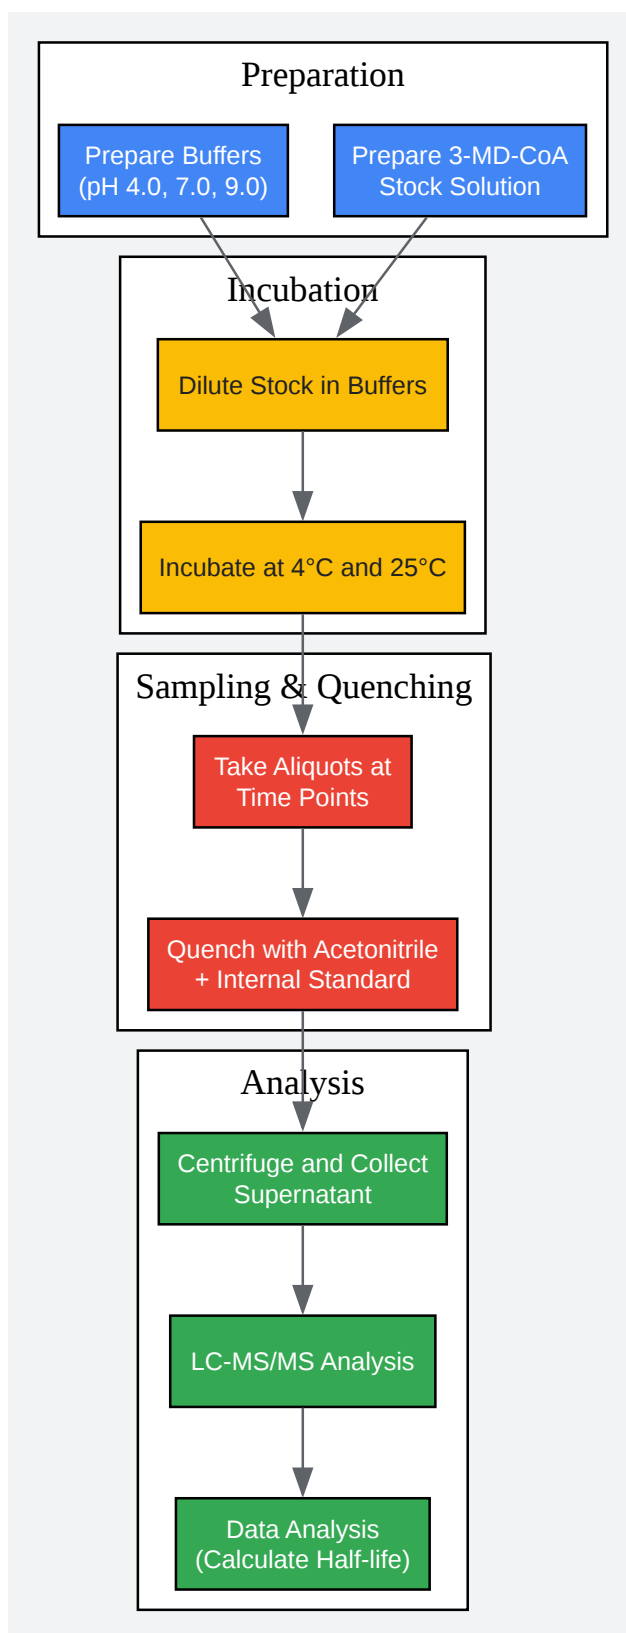 Preparation
Prepare Buffers
(pH 4.0, 7.0, 9.0)
Prepare 3-MD-CoA
Stock Solution
Incubation
Dilute Stock in Buffers
Incubate at 4°C and 25°C
Sampling & Quenching
Take Aliquots at
Time Points
Quench with Acetonitrile
+ Internal Standard
Analysis
Centrifuge and Collect
Supernatant
LC-MS/MS Analysis
Data Analysis
(Calculate Half-life)